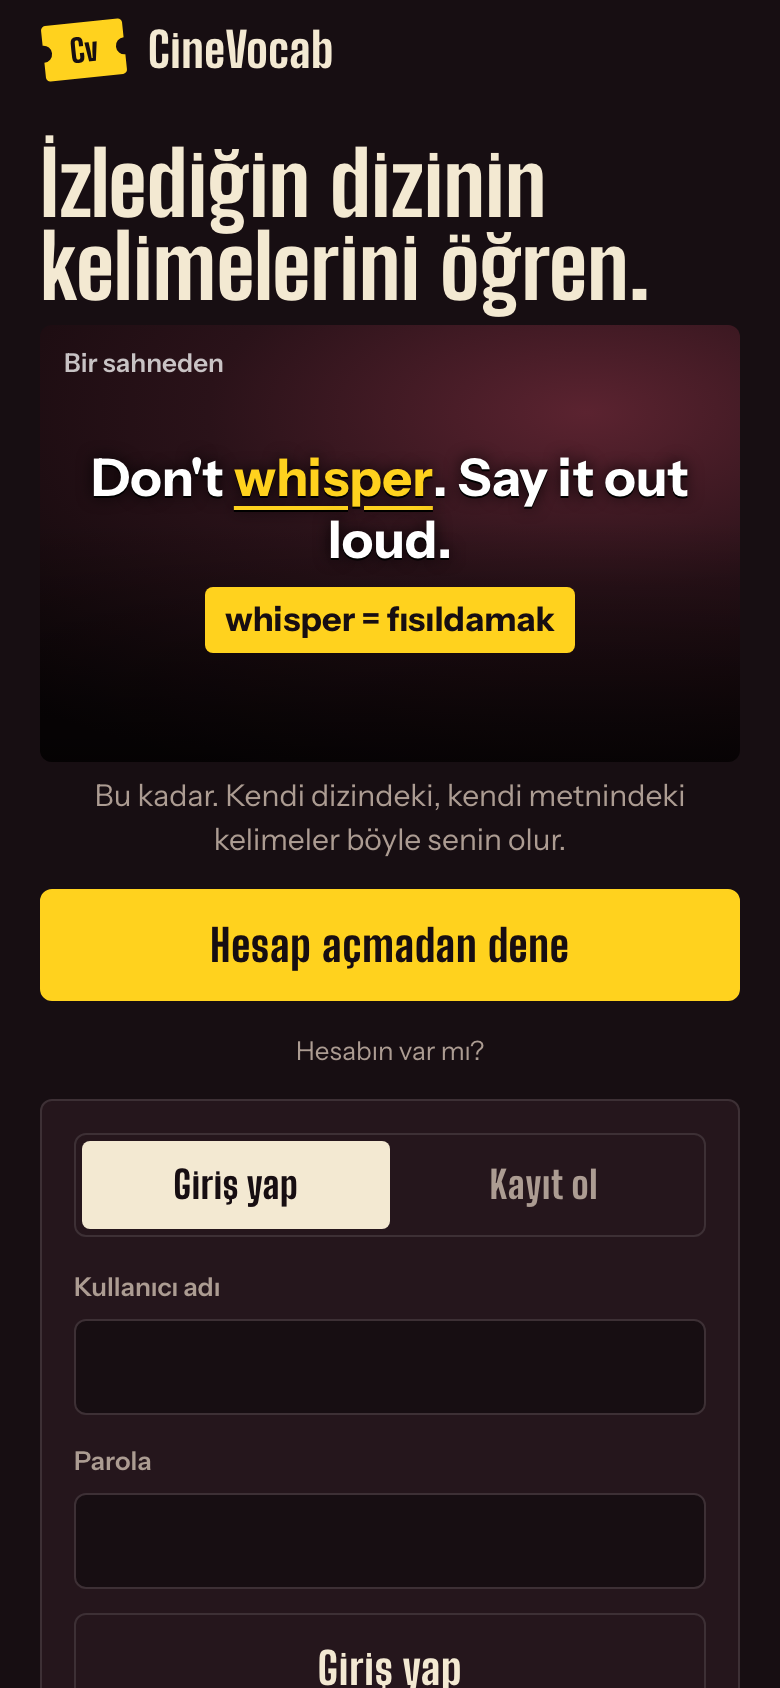 Cv CineVocab
İzlediğin dizinin
kelimelerini öğren.
Bir sahneden
Don't whisper. Say it out
loud.
whisper = fısıldamak
Bu kadar. Kendi dizindeki, kendi metnindeki
kelimeler böyle senin olur.
Hesap açmadan dene
Hesabın var mı?
Giriş yap Kayıt ol
Kullanıcı adı
Parola
Giriş yap